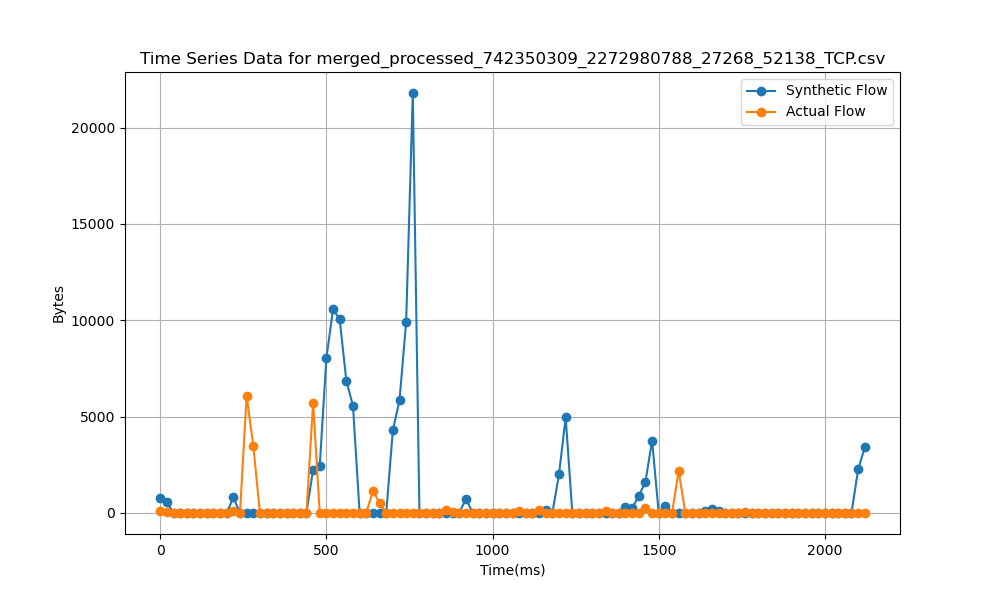 Time Series Data for merged_processed_742350309_2272980788_27268_52138_TCP.csv
Synthetic Flow
Actual Flow
20000
15000
10000
5000
0
Bytes
0 500 1000 1500 2000
Time(ms)